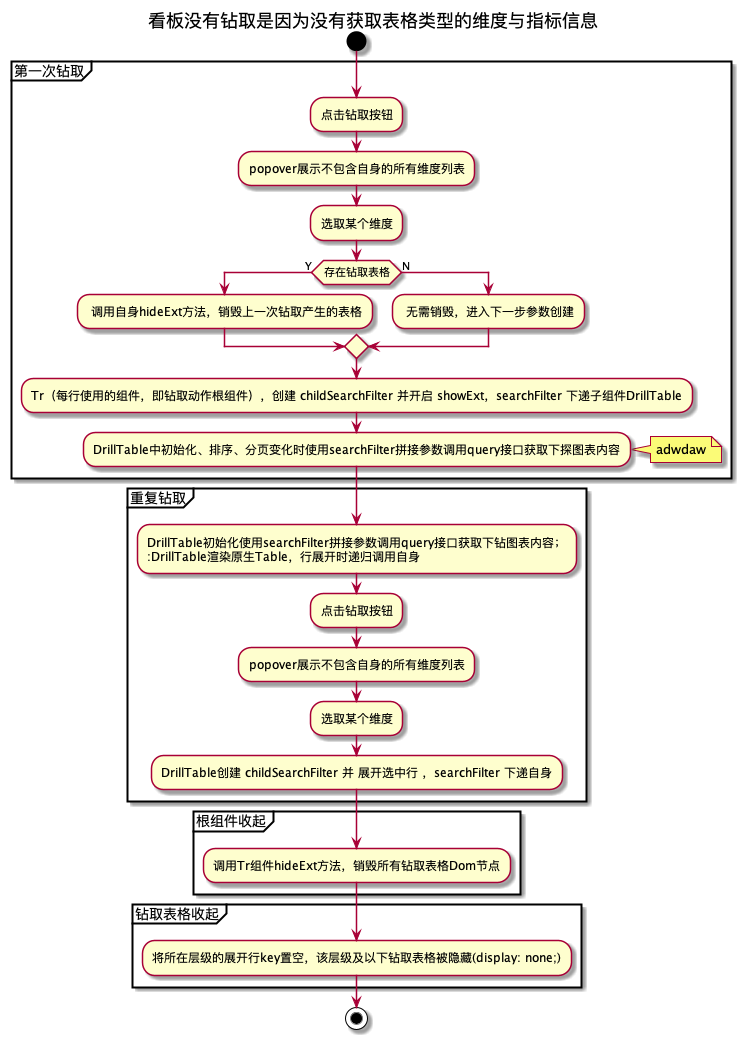 看板没有钻取是因为没有获取表格类型的维度与指标信息
第一次钻取
点击钻取按钮
popover展示不包含自身的所有维度列表
选取某个维度
Y
存在钻取表格
N
调用自身hideExt方法，销毁上一次钻取产生的表格
无需销毁，进入下一步参数创建
Tr（每行使用的组件，即钻取动作根组件），创建 childSearchFilter 并开启 showExt，searchFilter 下递子组件DrillTable
DrillTable中初始化、排序、分页变化时使用searchFilter拼接参数调用query接口获取下探图表内容
adwdaw
重复钻取
DrillTable初始化使用searchFilter拼接参数调用query接口获取下钻图表内容；
:DrillTable渲染原生Table，行展开时递归调用自身
点击钻取按钮
popover展示不包含自身的所有维度列表
选取某个维度
DrillTable创建 childSearchFilter 并 展开选中行 ，searchFilter 下递自身
根组件收起
调用Tr组件hideExt方法，销毁所有钻取表格Dom节点
钻取表格收起
将所在层级的展开行key置空，该层级及以下钻取表格被隐藏(display: none;)